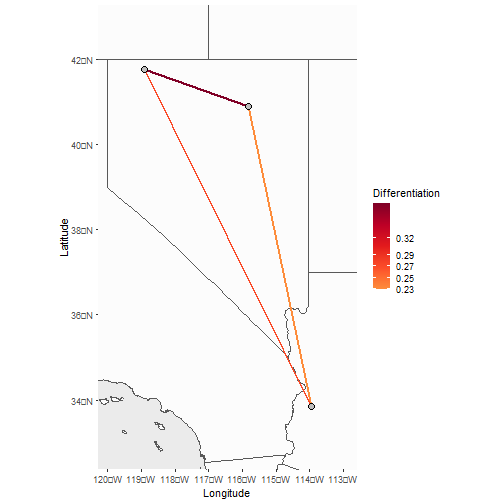 42□N
40□N
38□N
36□N
34□N
120□W 119□W 118□W 117□W 116□W 115□W 114□W 113□W
Longitude
Latitude
Differentiation
0.32
0.29
0.27
0.25
0.23